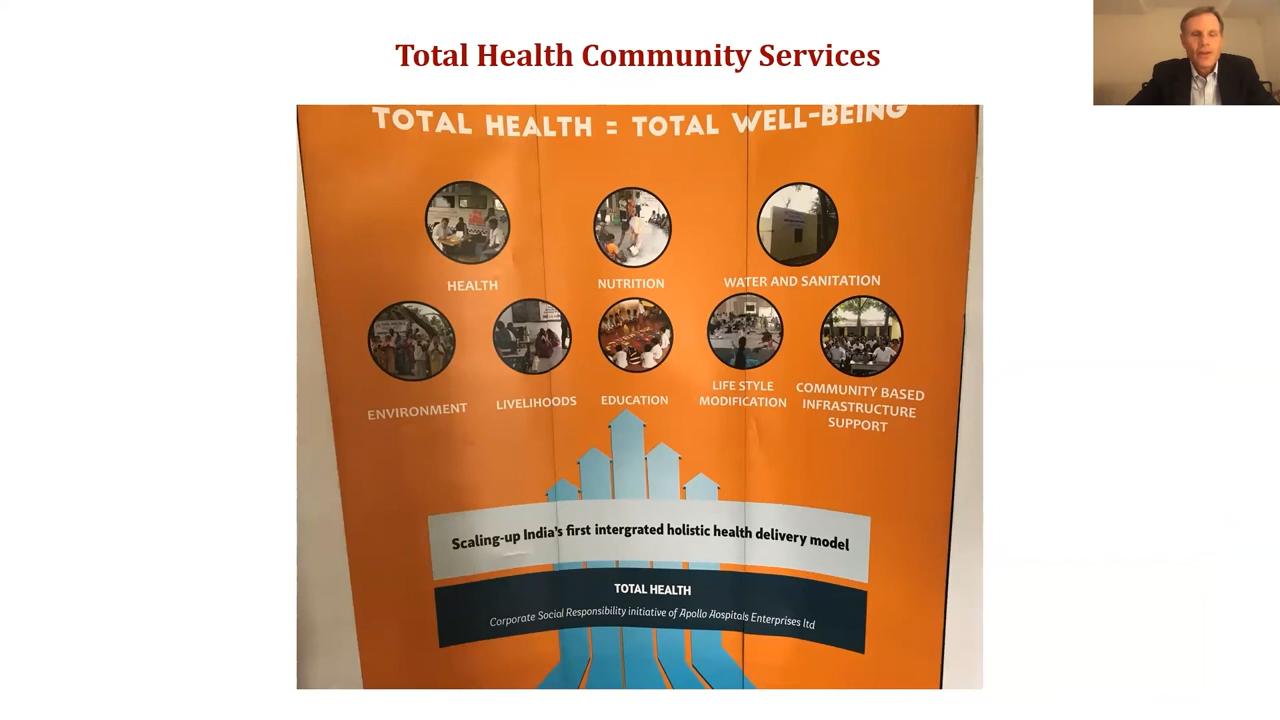 Total Health Community Services
TOTAL HEALTH = TOTAL WELL-BEING
HEALTH
NUTRITION
WATER AND SANITATION
ENVIRONMENT
LIVELIHOODS
EDUCATION
LIFE STYLE
MODIFICATION
COMMUNITY BASED
INFRASTRUCTURE
SUPPORT
Scaling-up India's first intergrated holistic health delivery model
TOTAL HEALTH
Corporate Social Responsibility initiative of Apollo Hospitals Enterprises ltd